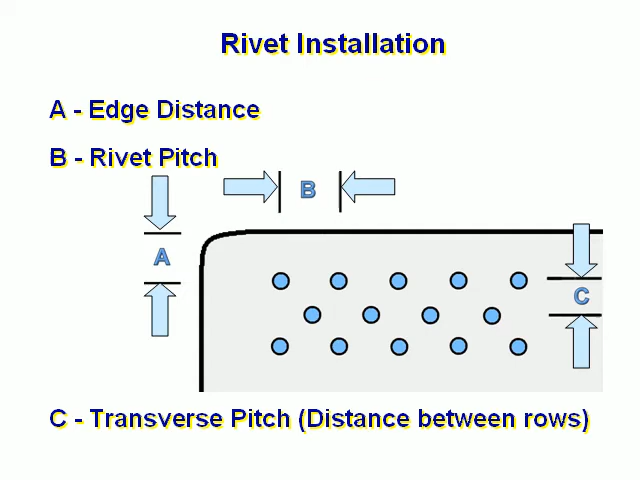 Rivet Installation
A - Edge Distance
B - Rivet Pitch
B
A
C
C - Transverse Pitch (Distance between rows)